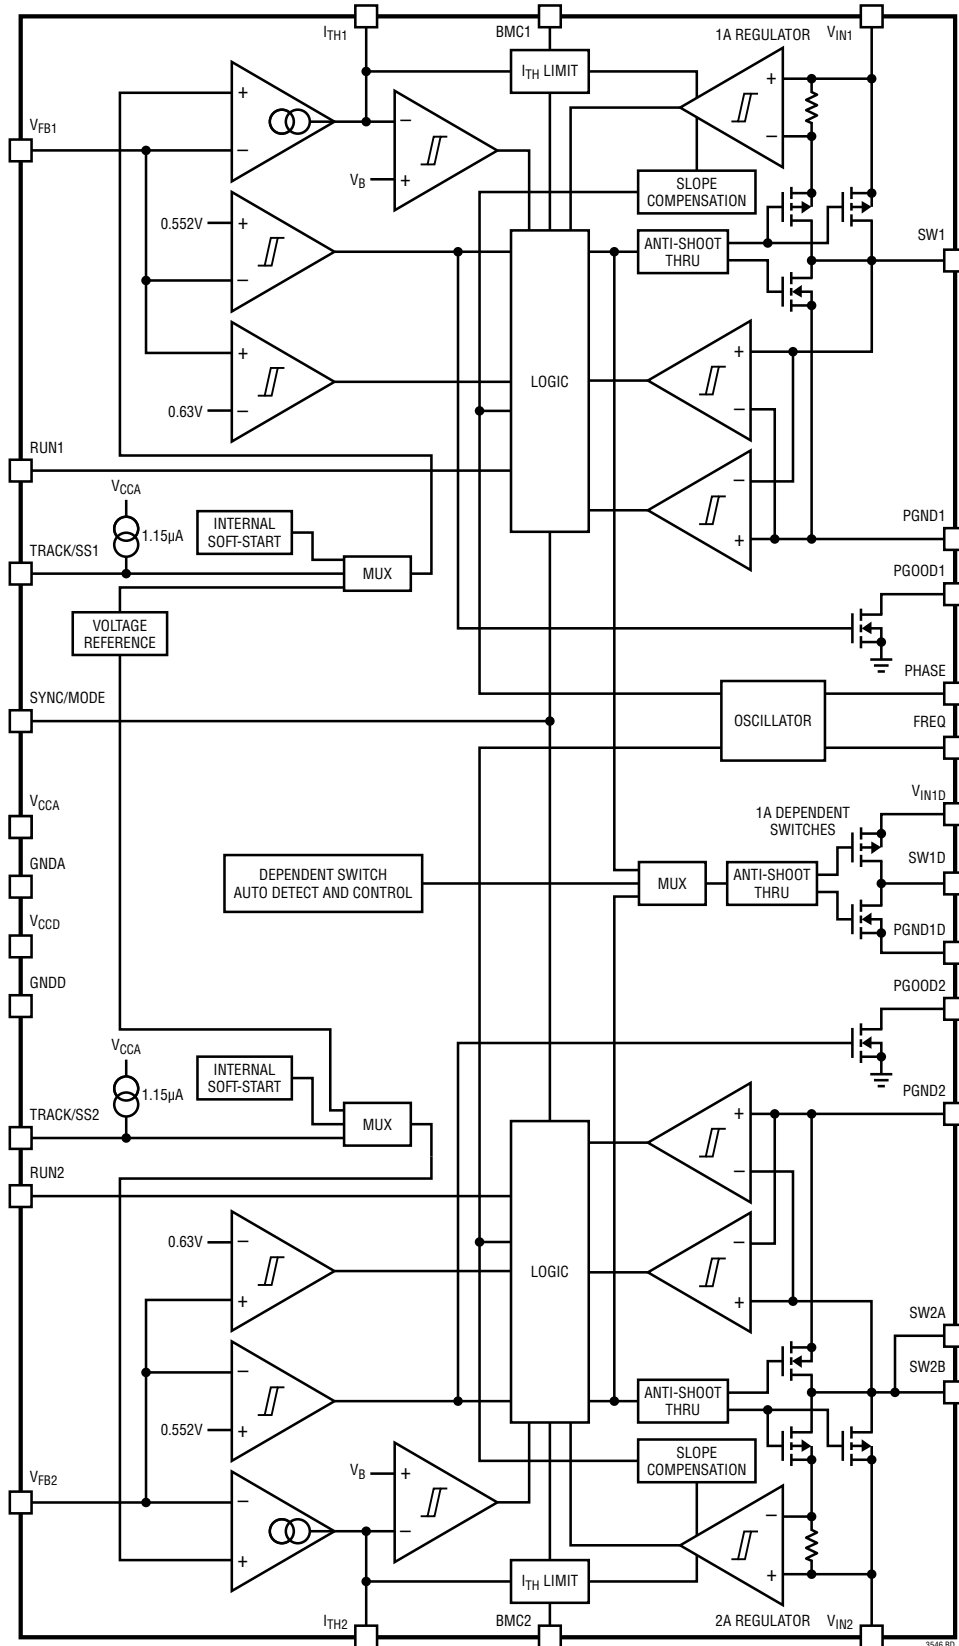 ITH1
BMC1
1A REGULATOR
VIN1
ITH LIMIT
+
+
−
VFB1
−
−
VB
+
SLOPE
COMPENSATION
0.552V
+
−
ANTI-SHOOT
THRU
SW1
+
0.63V
−
LOGIC
+
−
RUN1
−
+
VCCA
1.15µA
INTERNAL
SOFT-START
PGND1
TRACK/SS1
MUX
PGOOD1
VOLTAGE
REFERENCE
PHASE
SYNC/MODE
OSCILLATOR
FREQ
VCCA
1A DEPENDENT
SWITCHES
VIN1D
GNDA
DEPENDENT SWITCH
AUTO DETECT AND CONTROL
MUX
ANTI-SHOOT
THRU
SW1D
VCCD
PGND1D
GNDD
PGOOD2
VCCA
1.15µA
INTERNAL
SOFT-START
PGND2
TRACK/SS2
MUX
+
−
RUN2
0.63V
−
+
LOGIC
−
+
SW2A
−
0.552V
+
ANTI-SHOOT
THRU
SW2B
VFB2
VB
+
−
SLOPE
COMPENSATION
−
+
−
+
ITH LIMIT
ITH2
BMC2
2A REGULATOR
VIN2
3546 BD